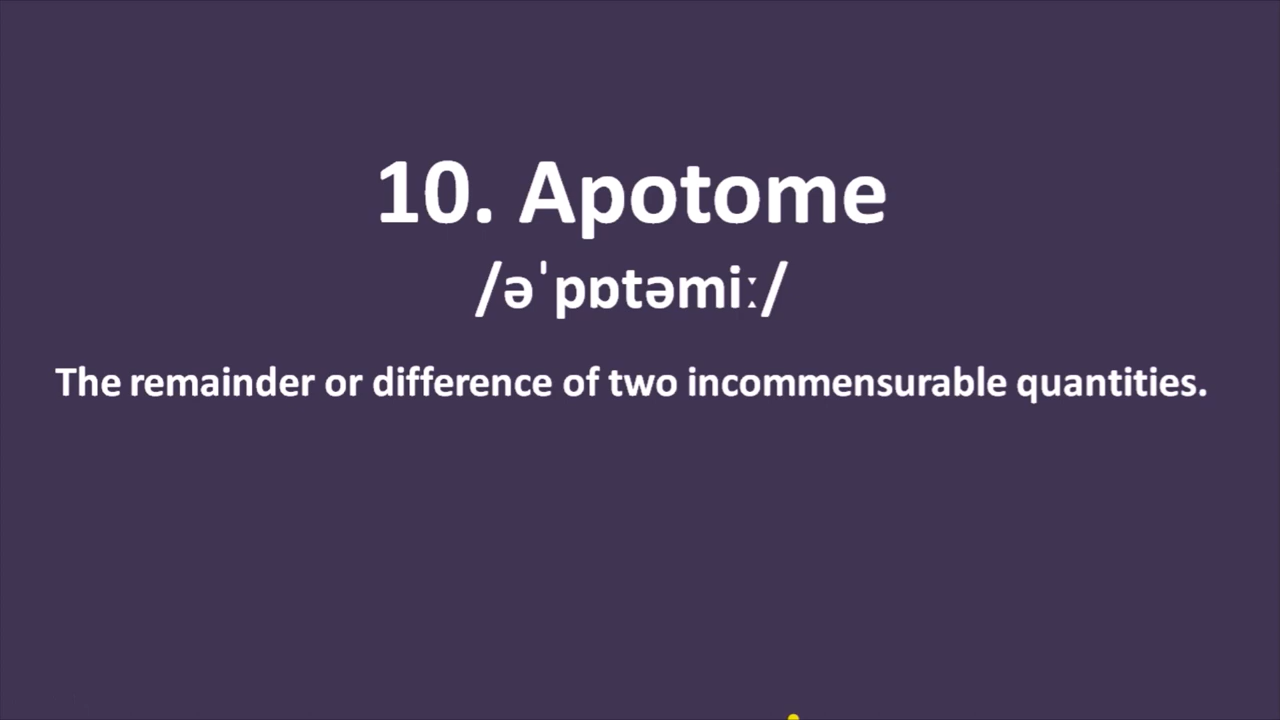 10. Apotome
/əˈpɒtəmiː/
The remainder or difference of two incommensurable quantities.